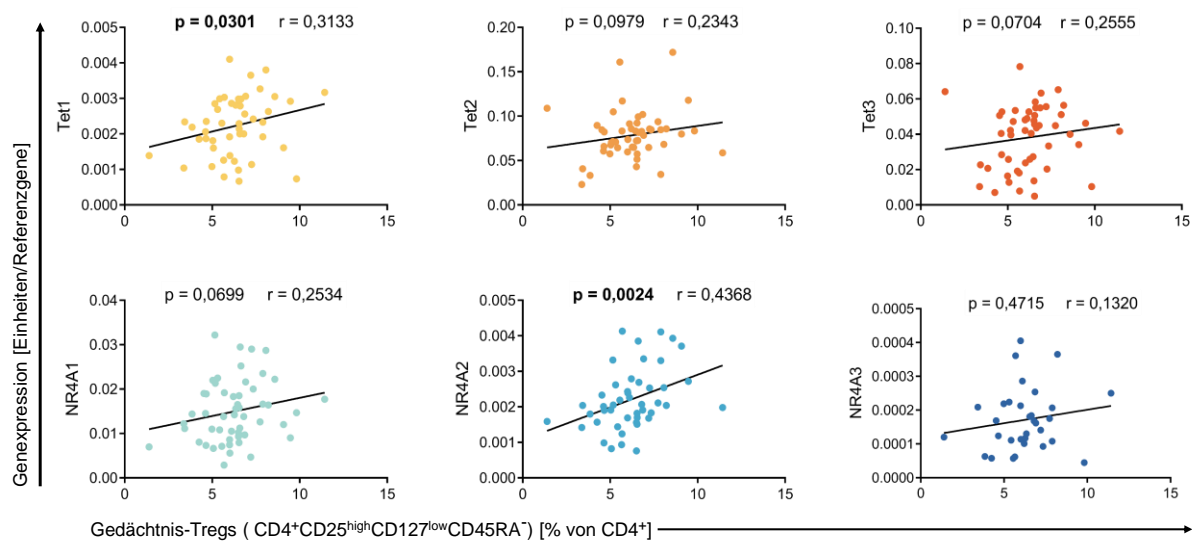 p = 0,0301 r = 0,3133
Tet1
0.005
0.004
0.003
0.002
0.001
0.000
0 5 10 15
p = 0,0979 r = 0,2343
Tet2
0.20
0.15
0.10
0.05
0.00
0 5 10 15
p = 0,0704 r = 0,2555
Tet3
0.10
0.08
0.06
0.04
0.02
0.00
0 5 10 15
Genexpression [Einheiten/Referenzgene]
p = 0,0699 r = 0,2534
NR4A1
0.04
0.03
0.02
0.01
0.00
0 5 10 15
p = 0,0024 r = 0,4368
NR4A2
0.005
0.004
0.003
0.002
0.001
0.000
0 5 10 15
p = 0,4715 r = 0,1320
NR4A3
0.0005
0.0004
0.0003
0.0002
0.0001
0.0000
0 5 10 15
Gedächtnis-Tregs ( CD4⁺CD25ʰⁱᵍʰCD127ˡᵒʷCD45RA⁻) [% von CD4⁺]